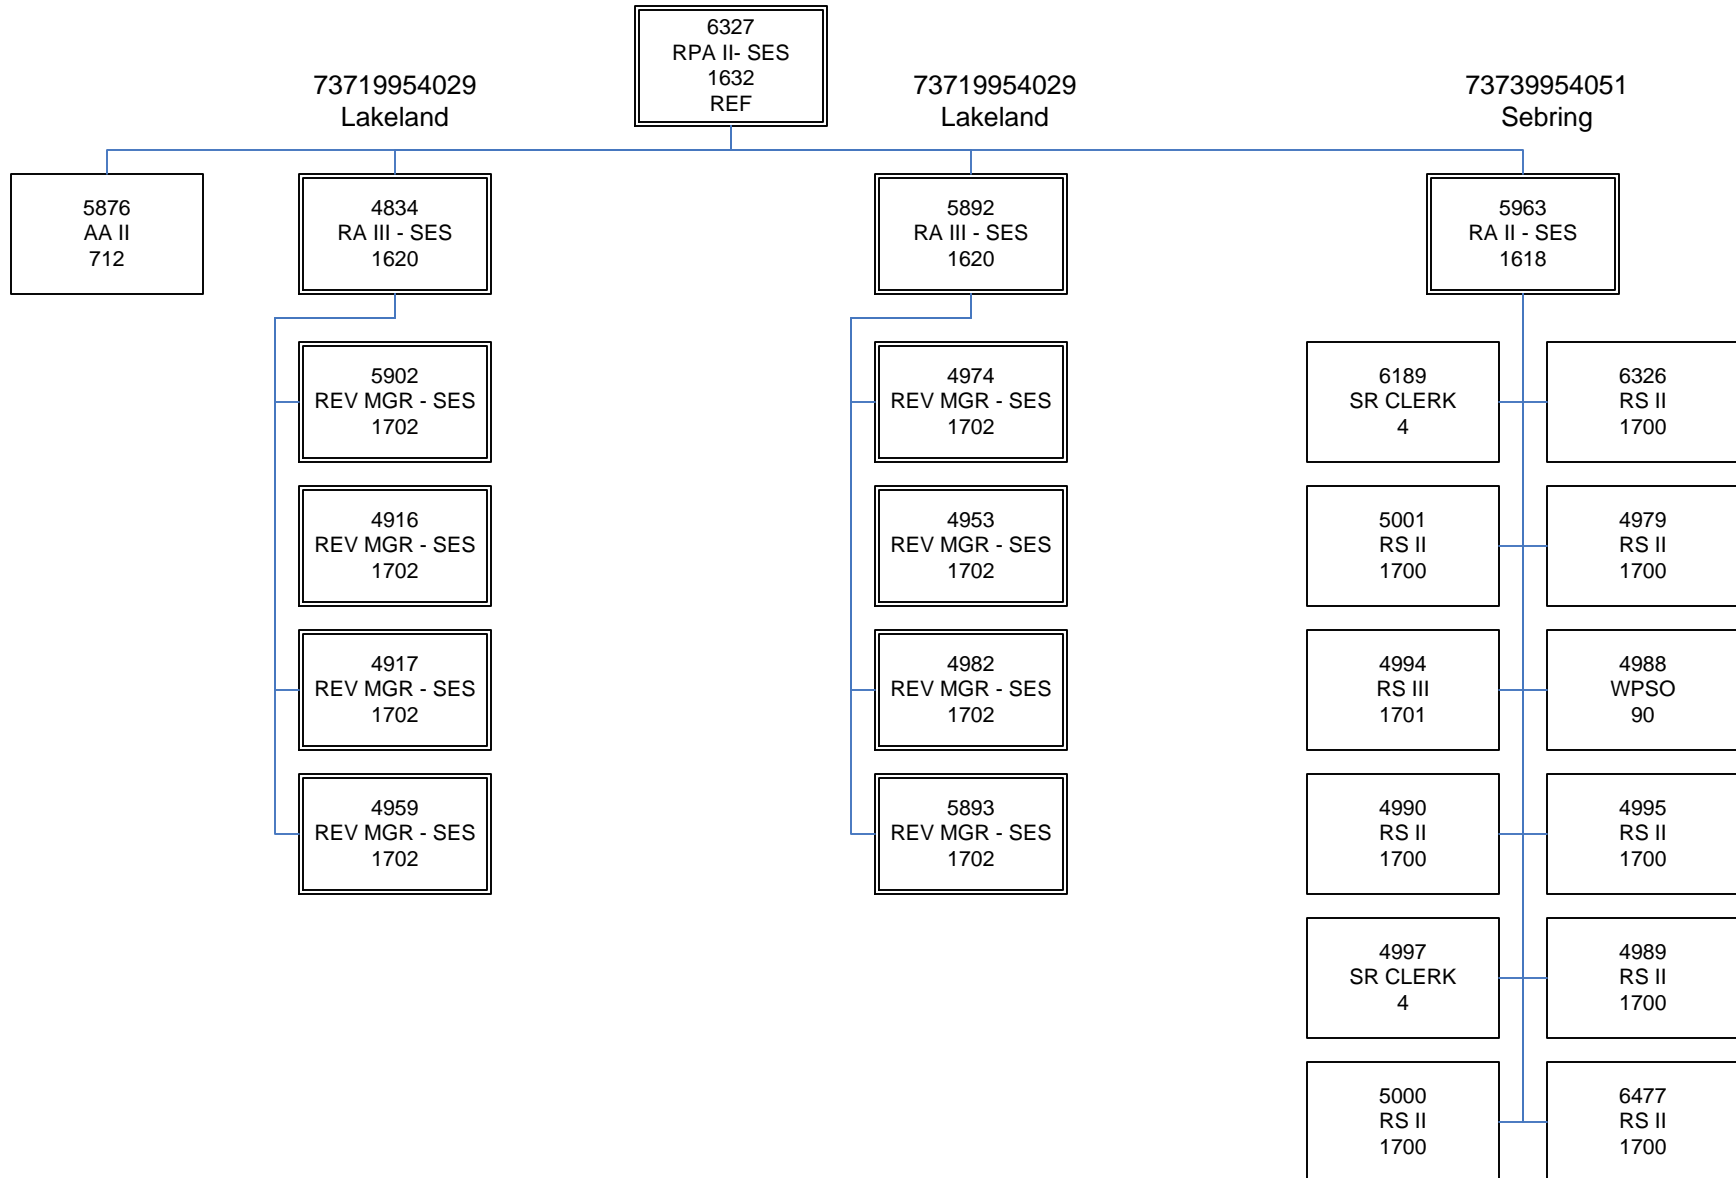 6327
RPA II- SES
1632
REF
73719954029
Lakeland
73719954029
Lakeland
73739954051
Sebring
5876
AA II
712
4834
RA III - SES
1620
5892
RA III - SES
1620
5963
RA II - SES
1618
5902
REV MGR - SES
1702
4916
REV MGR - SES
1702
4917
REV MGR - SES
1702
4959
REV MGR - SES
1702
4974
REV MGR - SES
1702
4953
REV MGR - SES
1702
4982
REV MGR - SES
1702
5893
REV MGR - SES
1702
6189
SR CLERK
4
6326
RS II
1700
5001
RS II
1700
4979
RS II
1700
4994
RS III
1701
4988
WPSO
90
4990
RS II
1700
4995
RS II
1700
4997
SR CLERK
4
4989
RS II
1700
5000
RS II
1700
6477
RS II
1700